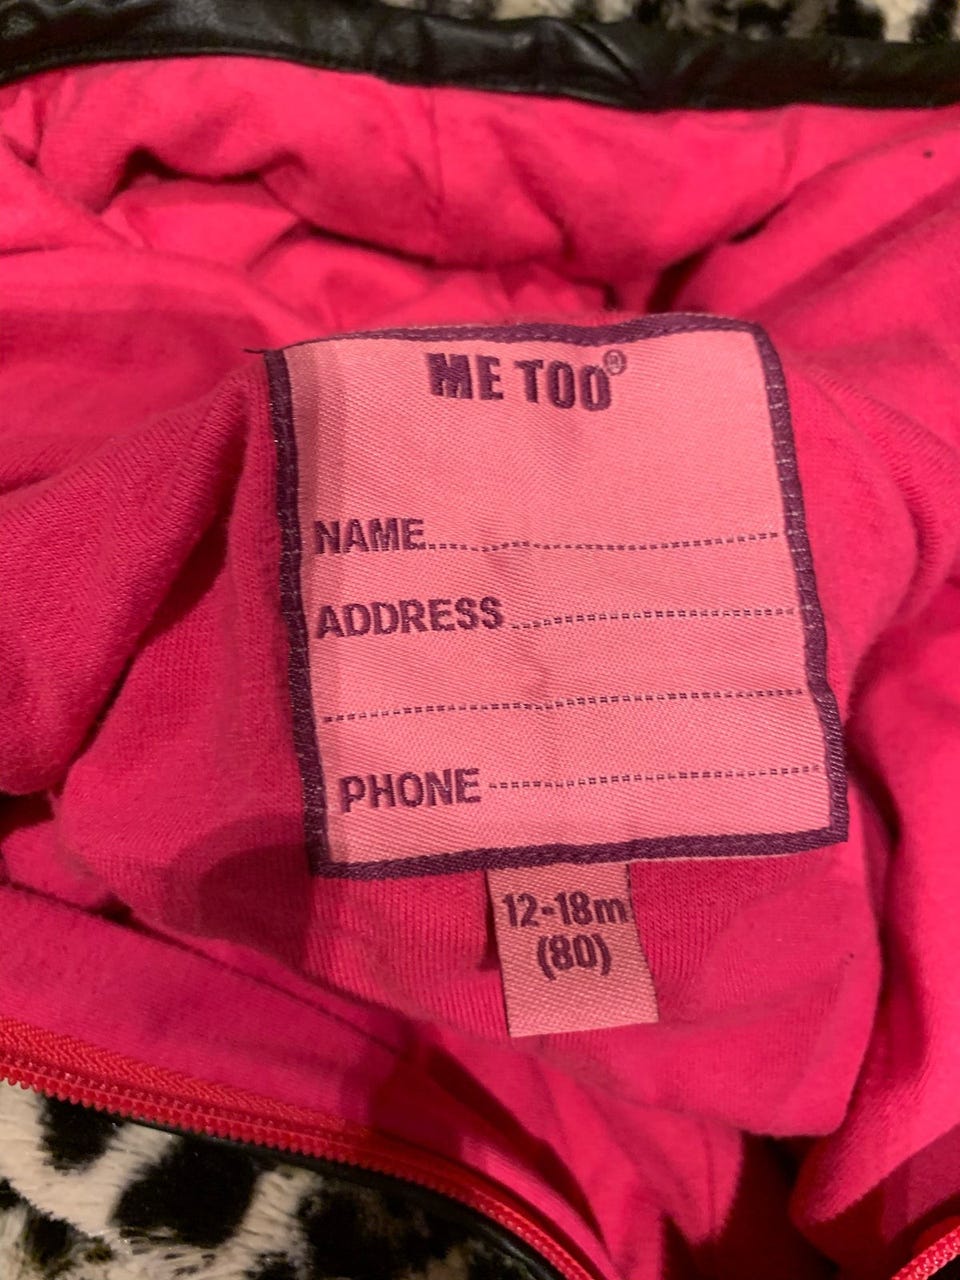 ME TOO®
NAME
ADDRESS
PHONE
12-18m
(80)